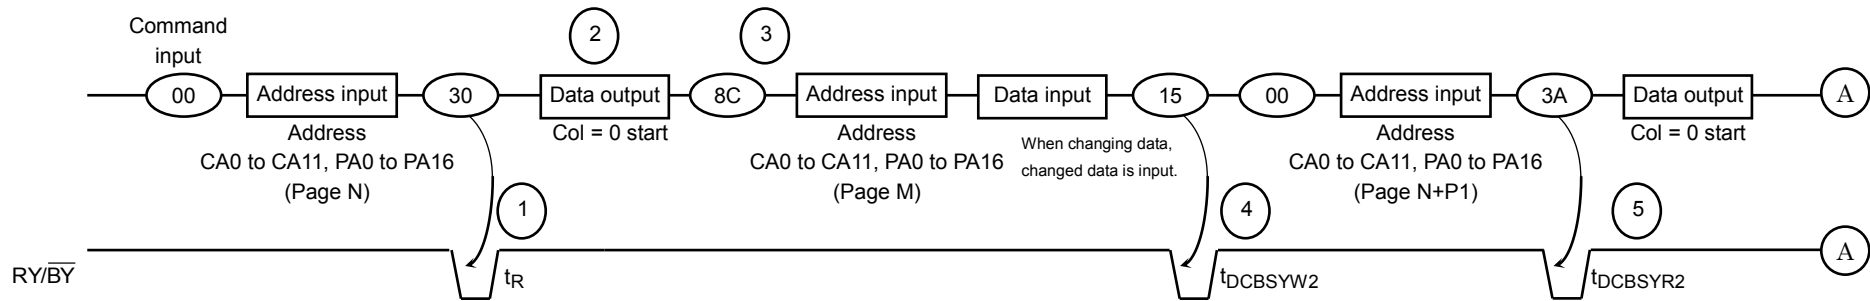 Command
input
2
3
00
Address input
30
Data output
8C
Address input
Data input
15
00
Address input
3A
Data output
A
Address
CA0 to CA11, PA0 to PA16
(Page N)
Col = 0 start
Address
CA0 to CA11, PA0 to PA16
(Page M)
When changing data,
changed data is input.
Address
CA0 to CA11, PA0 to PA16
(Page N+P1)
Col = 0 start
1
4
5
RY/BY
tR
tDCBSYW2
tDCBSYR2
A